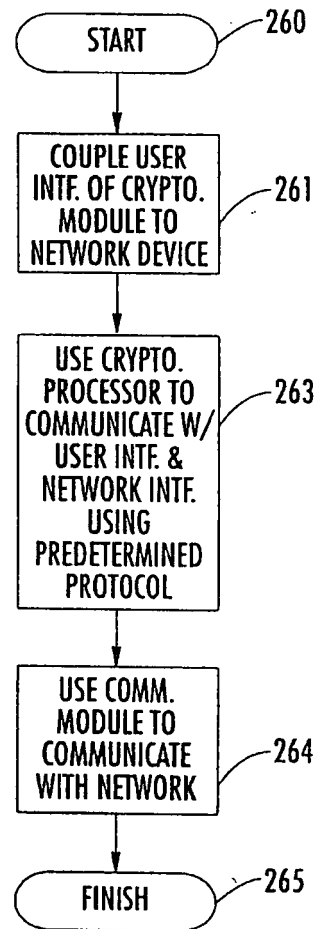 START
260
COUPLE USER
INTF. OF CRYPTO.
MODULE TO
NETWORK DEVICE
261
USE CRYPTO.
PROCESSOR TO
COMMUNICATE W/
USER INTF. &
NETWORK INTF.
USING
PREDETERMINED
PROTOCOL
263
USE COMM.
MODULE TO
COMMUNICATE
WITH NETWORK
264
FINISH
265